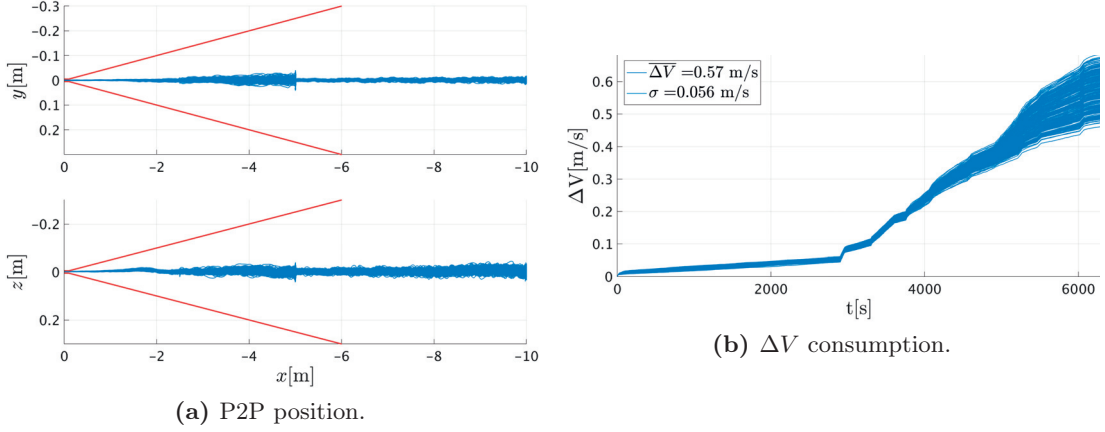 −0.3
−0.2
−0.1
0
0.1
0.2
y[m]
0 −2 −4 −6 −8 −10
−0.2
0
0.2
z[m]
0 −2 −4 −6 −8 −10
x[m]
(a) P2P position.
0.6
0.5
0.4
0.3
0.2
0.1
0
ΔV[m/s]
$\overline{\Delta V}$ =0.57 m/s
σ =0.056 m/s
0 2000 4000 6000
t[s]
(b) ΔV consumption.